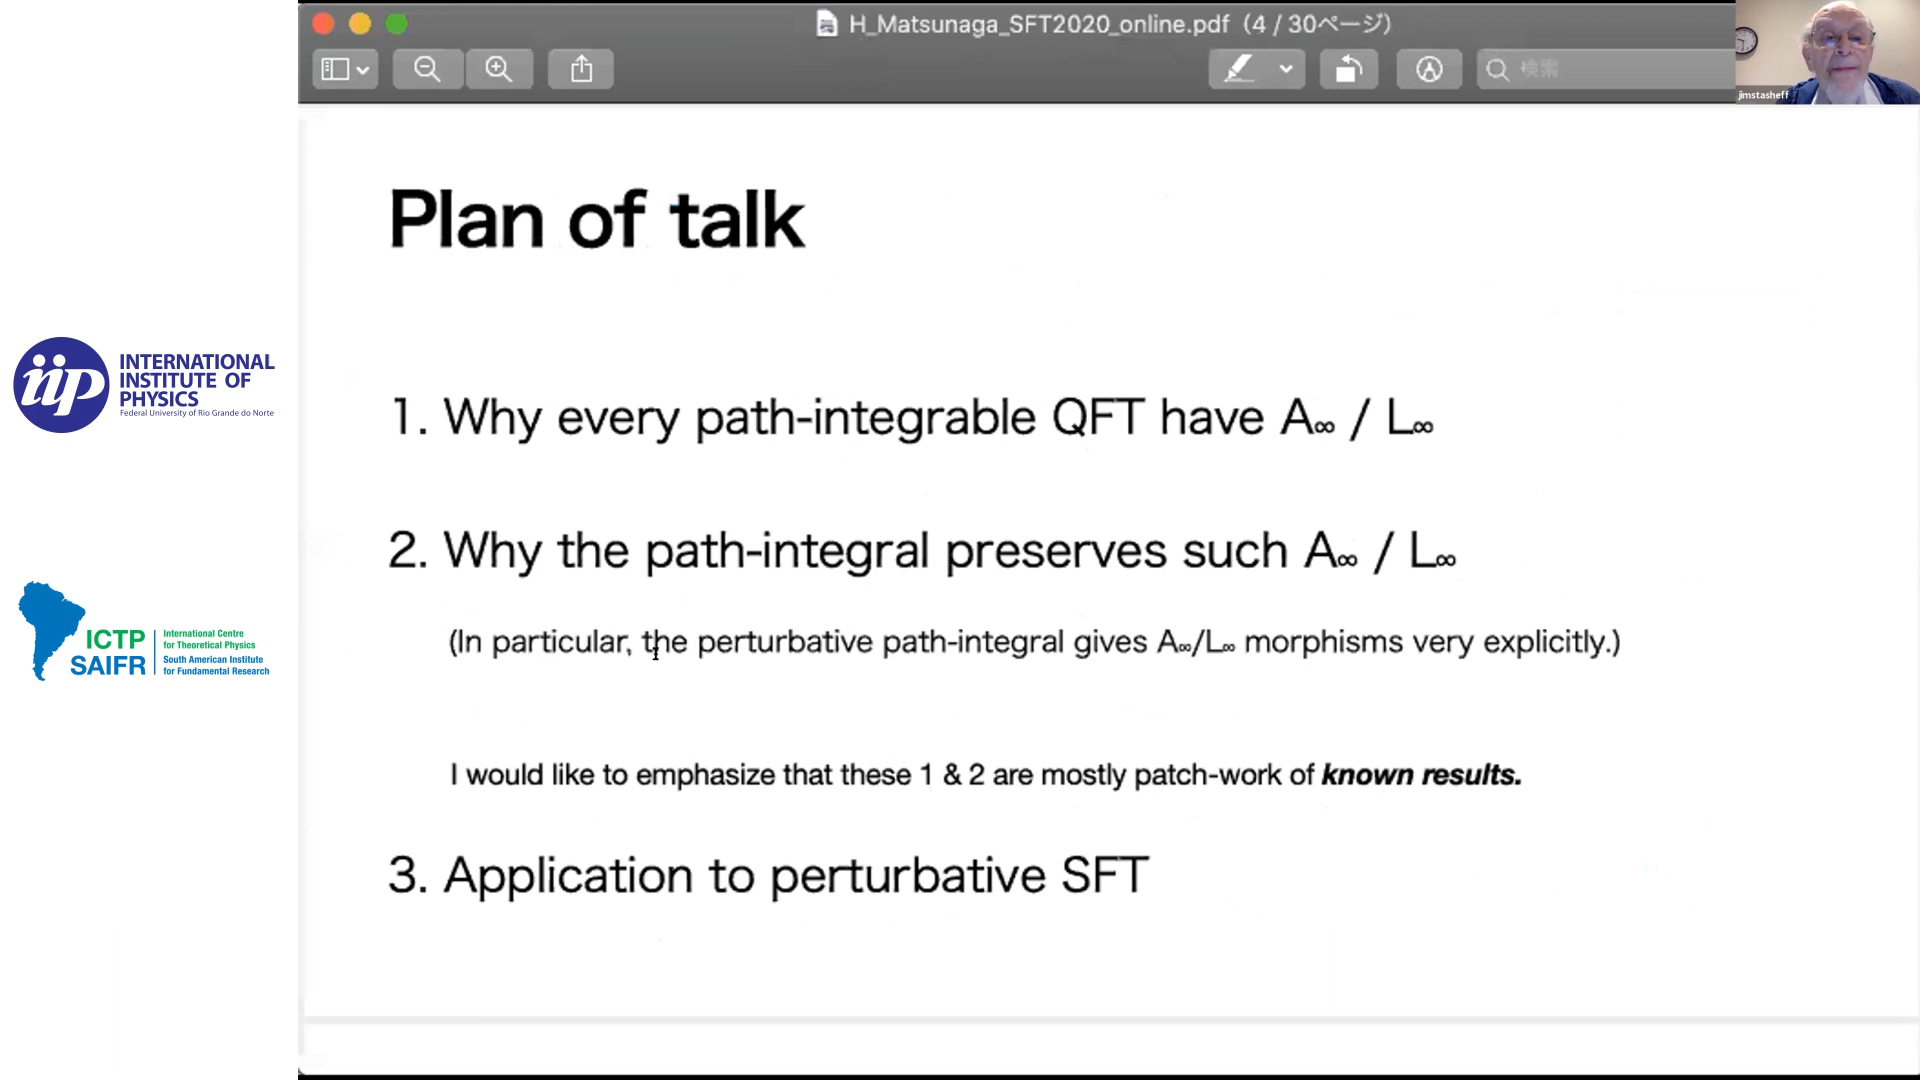 H_Matsunaga_SFT2020_online.pdf（4 / 30ページ）
検索
jimstasheff
Plan of talk
1. Why every path-integrable QFT have A∞ / L∞
2. Why the path-integral preserves such A∞ / L∞
(In particular, the perturbative path-integral gives A∞/L∞ morphisms very explicitly.)
I would like to emphasize that these 1 & 2 are mostly patch-work of known results.
3. Application to perturbative SFT
iip
INTERNATIONAL
INSTITUTE OF
PHYSICS
Federal University of Rio Grande do Norte
ICTP
SAIFR
International Centre
for Theoretical Physics
South American Institute
for Fundamental Research